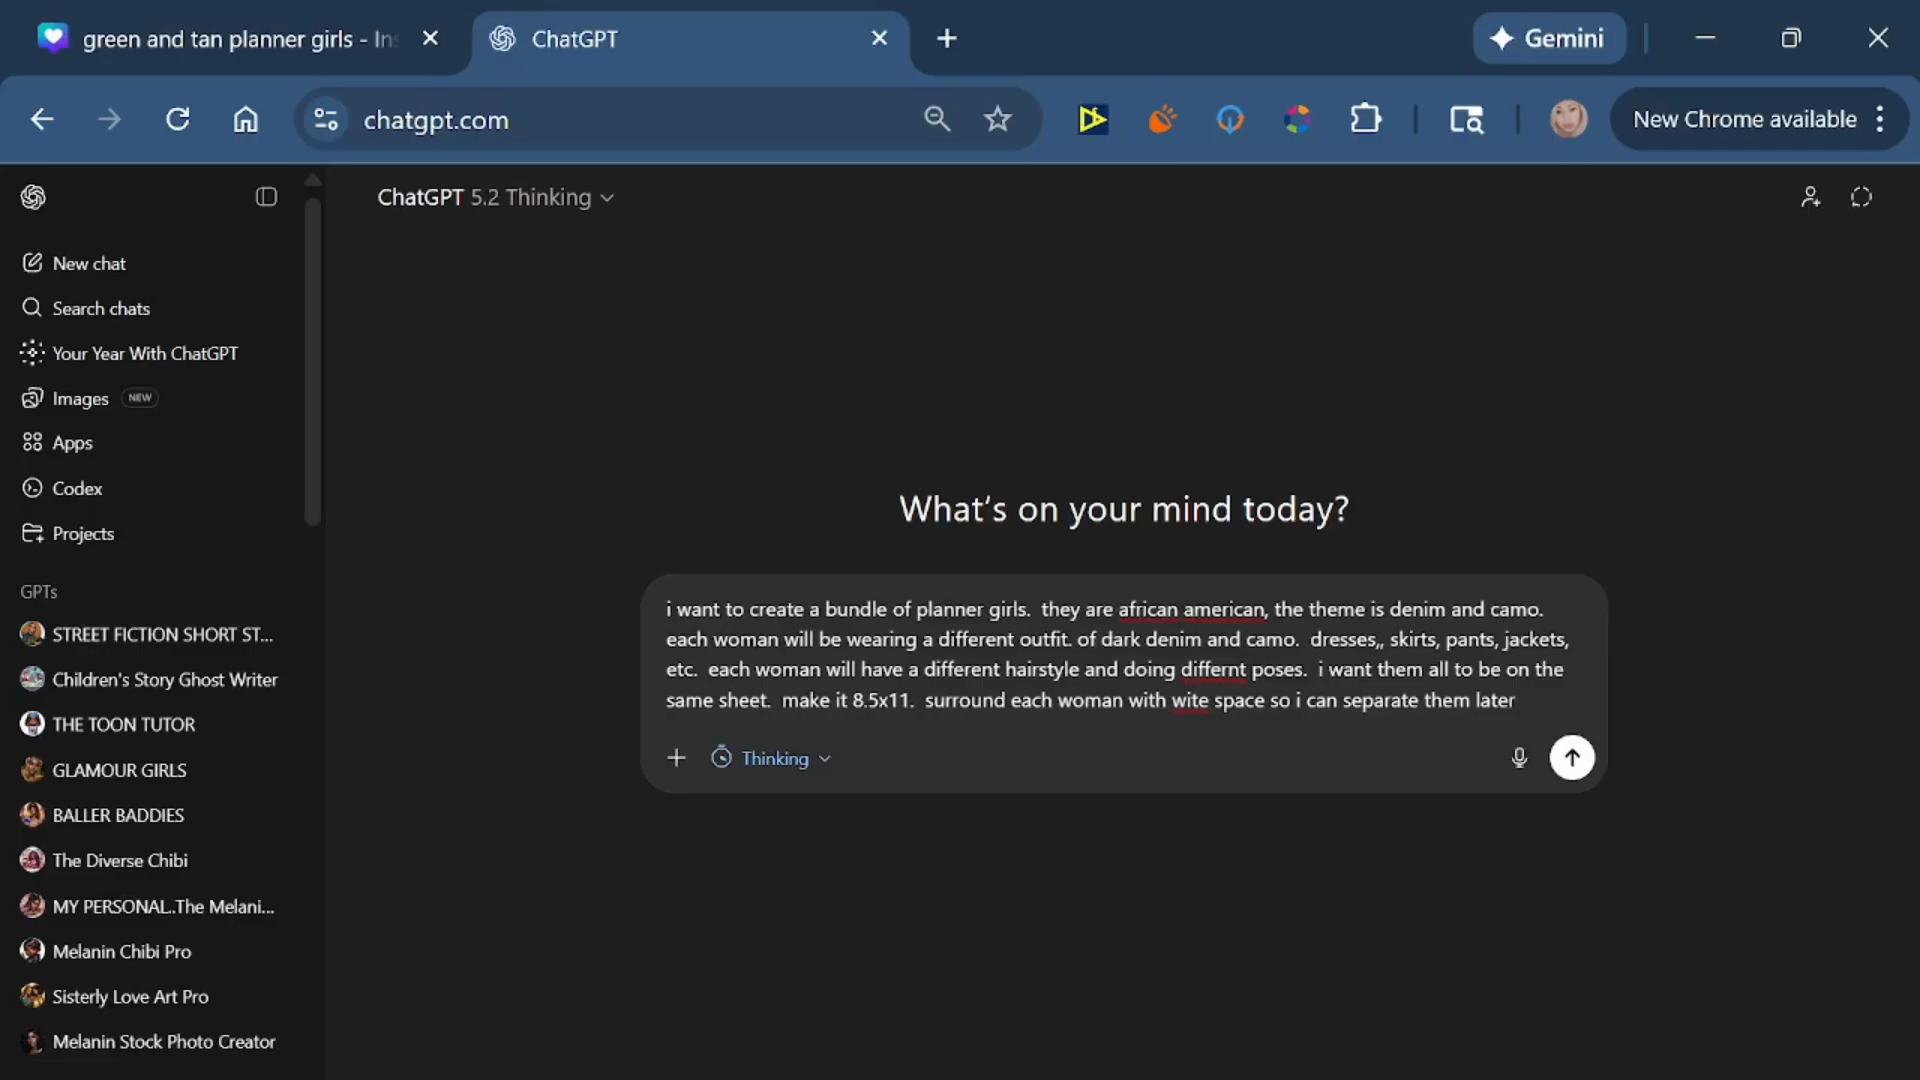 green and tan planner girls - Ins
ChatGPT
Gemini
chatgpt.com
New Chrome available
ChatGPT 5.2 Thinking
New chat
Search chats
Your Year With ChatGPT
Images NEW
Apps
Codex
Projects
GPTs
STREET FICTION SHORT ST...
Children's Story Ghost Writer
THE TOON TUTOR
GLAMOUR GIRLS
BALLER BADDIES
The Diverse Chibi
MY PERSONAL..The Melani...
Melanin Chibi Pro
Sisterly Love Art Pro
Melanin Stock Photo Creator
What's on your mind today?
i want to create a bundle of planner girls.  they are african american, the theme is denim and camo.
each woman will be wearing a different outfit. of dark denim and camo.  dresses,, skirts, pants, jackets,
etc.  each woman will have a different hairstyle and doing differnt poses.  i want them all to be on the
same sheet.  make it 8.5x11.  surround each woman with wite space so i can separate them later
Thinking